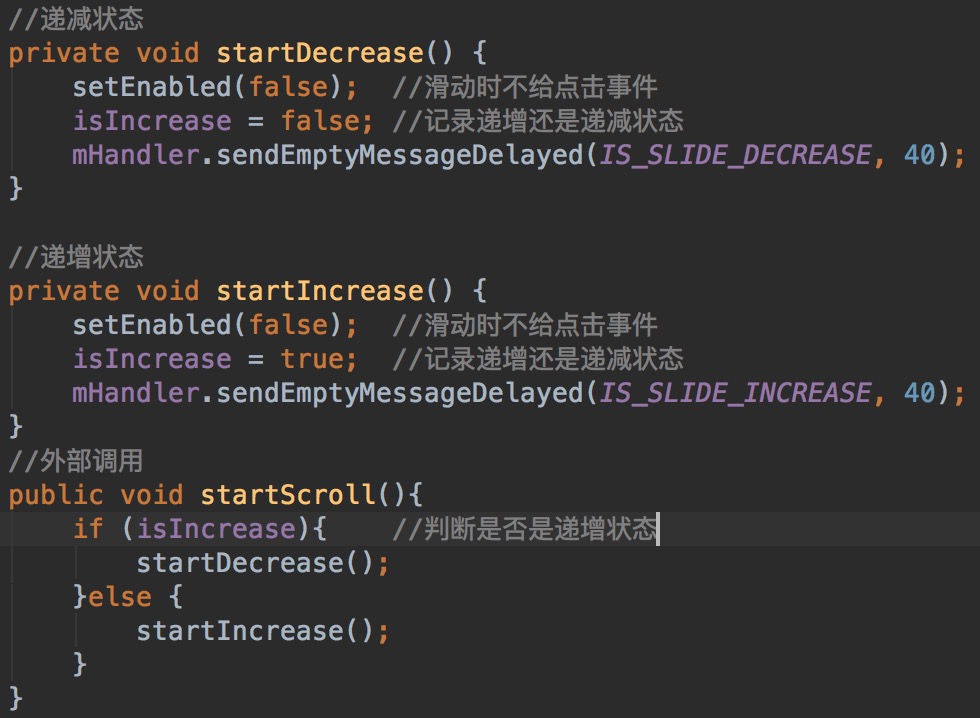 //递减状态
private void startDecrease() {
    setEnabled(false);  //滑动时不给点击事件
    isIncrease = false; //记录递增还是递减状态
    mHandler.sendEmptyMessageDelayed(IS_SLIDE_DECREASE, 40);
}

//递增状态
private void startIncrease() {
    setEnabled(false);  //滑动时不给点击事件
    isIncrease = true;  //记录递增还是递减状态
    mHandler.sendEmptyMessageDelayed(IS_SLIDE_INCREASE, 40);
}
//外部调用
public void startScroll(){
    if (isIncrease){    //判断是否是递增状态
        startDecrease();
    }else {
        startIncrease();
    }
}